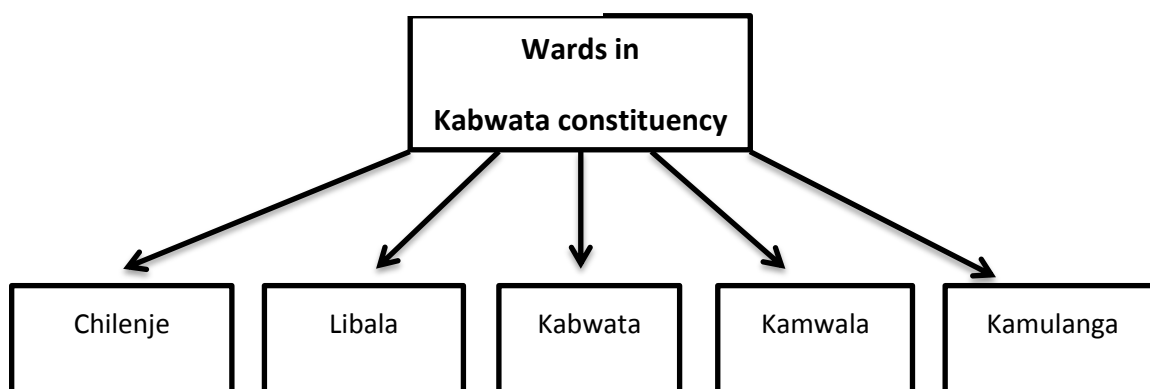 Wards in
Kabwata constituency
Chilenje
Libala
Kabwata
Kamwala
Kamulanga